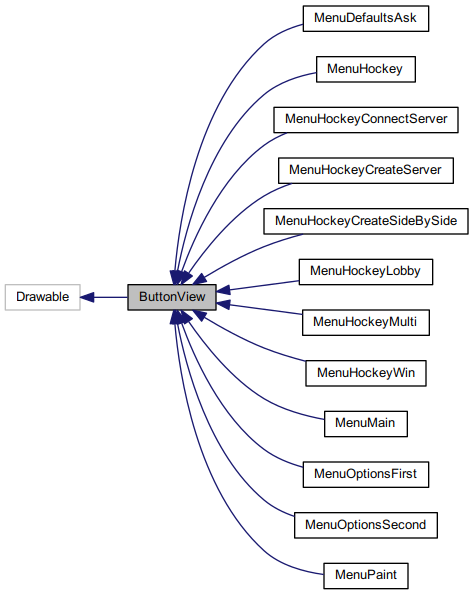 MenuDefaultsAsk
MenuHockey
MenuHockeyConnectServer
MenuHockeyCreateServer
MenuHockeyCreateSideBySide
MenuHockeyLobby
Drawable
ButtonView
MenuHockeyMulti
MenuHockeyWin
MenuMain
MenuOptionsFirst
MenuOptionsSecond
MenuPaint